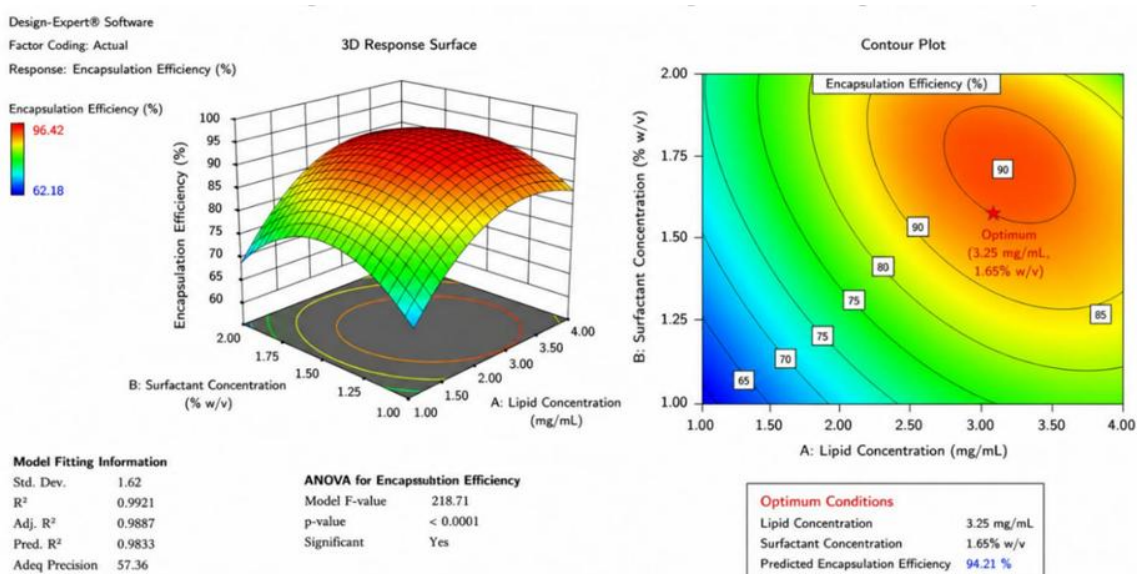 Design-Expert® Software
Factor Coding: Actual
Response: Encapsulation Efficiency (%)
Encapsulation Efficiency (%)
96.42
62.18
3D Response Surface
Encapsulation Efficiency (%)
100
95
90
85
80
75
70
65
60
2.00
1.75
1.50
1.25
1.00
B: Surfactant Concentration
(% w/v)
1.00
1.50
2.00
3.00
3.50
4.00
A: Lipid Concentration
(mg/mL)
Contour Plot
Encapsulation Efficiency (%)
B: Surfactant Concentration (% w/v)
2.00
1.75
1.50
1.25
1.00
90
90
80
75
75
70
65
85
Optimum
(3.25 mg/mL,
1.65% w/v)
1.00
1.50
2.00
2.50
3.00
3.50
4.00
A: Lipid Concentration (mg/mL)
Model Fitting Information
Std. Dev. 1.62
R² 0.9921
Adj. R² 0.9887
Pred. R² 0.9833
Adeq Precision 57.36
ANOVA for Encapsultion Efficiency
Model F-value 218.71
p-value < 0.0001
Significant Yes
Optimum Conditions
Lipid Concentration 3.25 mg/mL
Surfactant Concentration 1.65% w/v
Predicted Encapsulation Efficiency 94.21 %